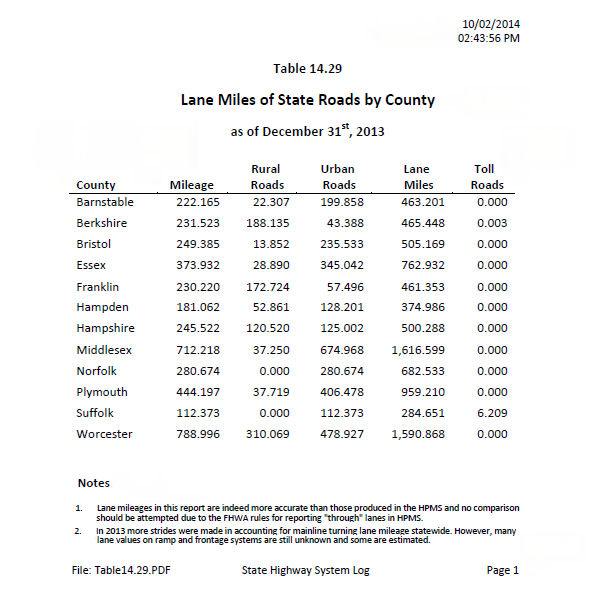 10/02/2014
02:43:56 PM
Table 14.29
Lane Miles of State Roads by County
as of December 31st, 2013
Rural Urban Lane Toll
County Mileage Roads Roads Miles Roads
Barnstable 222.165 22.307 199.858 463.201 0.000
Berkshire 231.523 188.135 43.388 465.448 0.003
Bristol 249.385 13.852 235.533 505.169 0.000
Essex 373.932 28.890 345.042 762.932 0.000
Franklin 230.220 172.724 57.496 461.353 0.000
Hampden 181.062 52.861 128.201 374.986 0.000
Hampshire 245.522 120.520 125.002 500.288 0.000
Middlesex 712.218 37.250 674.968 1,616.599 0.000
Norfolk 280.674 0.000 280.674 682.533 0.000
Plymouth 444.197 37.719 406.478 959.210 0.000
Suffolk 112.373 0.000 112.373 284.651 6.209
Worcester 788.996 310.069 478.927 1,590.868 0.000
Notes
1. Lane mileages in this report are indeed more accurate than those produced in the HPMS and no comparison
should be attempted due to the FHWA rules for reporting "through" lanes in HPMS.
2. In 2013 more strides were made in accounting for mainline turning lane mileage statewide. However, many
lane values on ramp and frontage systems are still unknown and some are estimated.
File: Table14.29.PDF State Highway System Log Page 1